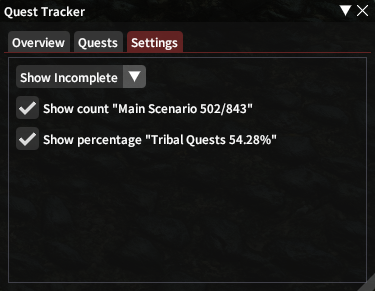 Quest Tracker
Overview Quests Settings
Show Incomplete
Show count "Main Scenario 502/843"
Show percentage "Tribal Quests 54.28%"